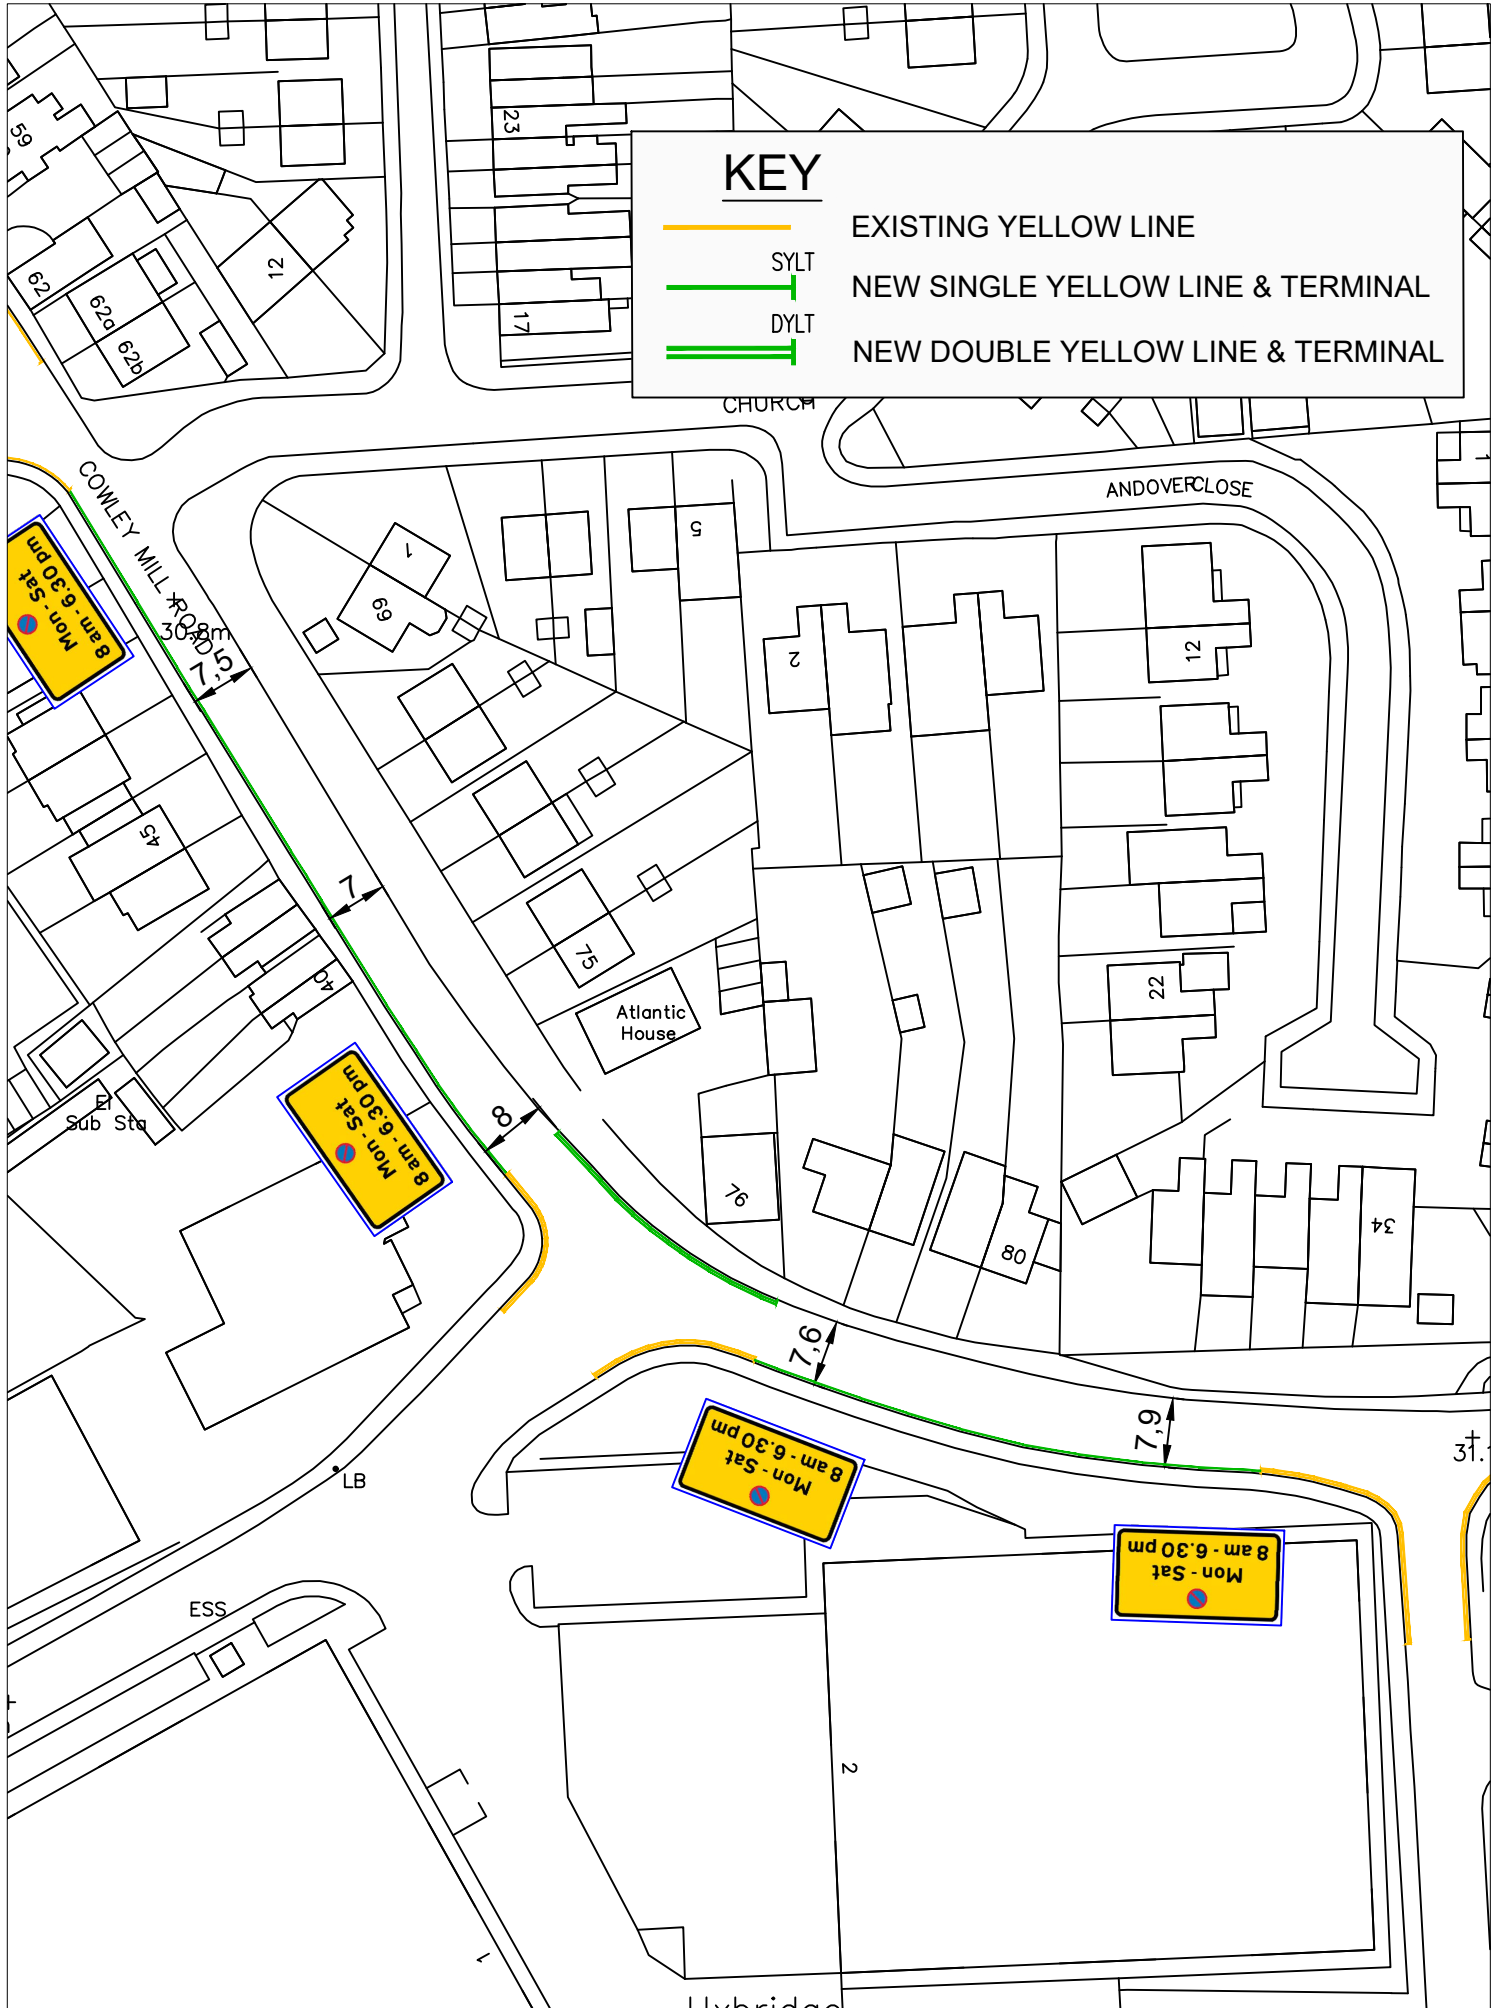 KEY
EXISTING YELLOW LINE
SYLT
NEW SINGLE YELLOW LINE & TERMINAL
DYLT
NEW DOUBLE YELLOW LINE & TERMINAL
59
23
12
62
62a
62b
17
CHURCH
COWLEY MILL ROAD
ANDOVER CLOSE
1
69
5
2
12
30.8m
8 am - 6.30 pm
Mon - Sat
7,5
45
7
40
75
Atlantic
House
22
El
Sub Sta
8 am - 6.30 pm
Mon - Sat
8
76
80
34
7,6
7,9
31.
8 am - 6.30 pm
Mon - Sat
8 am - 6.30 pm
Mon - Sat
LB
ESS
2
1
Uxbridge